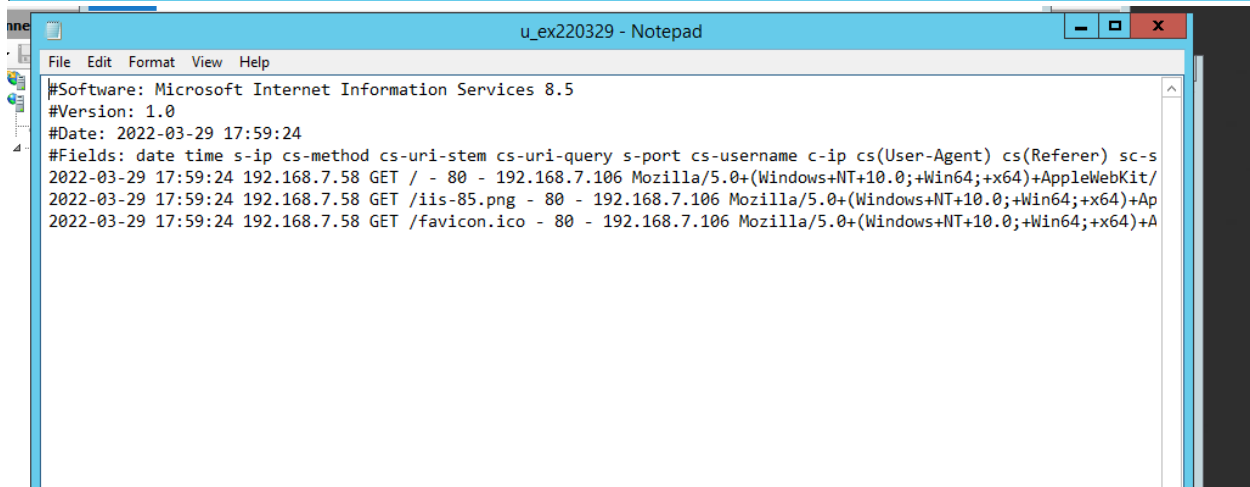 nne
u_ex220329 - Notepad
File Edit Format View Help
#Software: Microsoft Internet Information Services 8.5
#Version: 1.0
#Date: 2022-03-29 17:59:24
#Fields: date time s-ip cs-method cs-uri-stem cs-uri-query s-port cs-username c-ip cs(User-Agent) cs(Referer) sc-s
2022-03-29 17:59:24 192.168.7.58 GET / - 80 - 192.168.7.106 Mozilla/5.0+(Windows+NT+10.0;+Win64;+x64)+AppleWebKit/
2022-03-29 17:59:24 192.168.7.58 GET /iis-85.png - 80 - 192.168.7.106 Mozilla/5.0+(Windows+NT+10.0;+Win64;+x64)+Ap
2022-03-29 17:59:24 192.168.7.58 GET /favicon.ico - 80 - 192.168.7.106 Mozilla/5.0+(Windows+NT+10.0;+Win64;+x64)+A